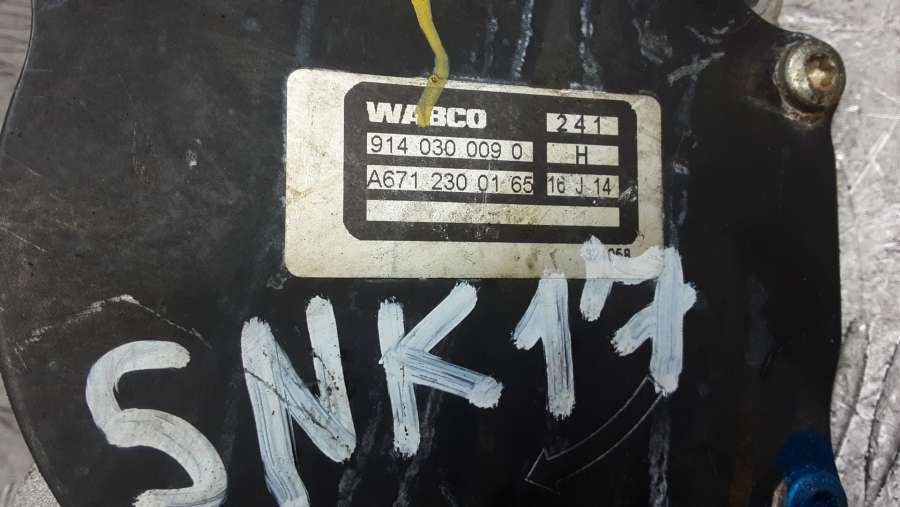 WABCO 241
914 030 009 0 H
A671 230 01 65 16 J 14
SNK17